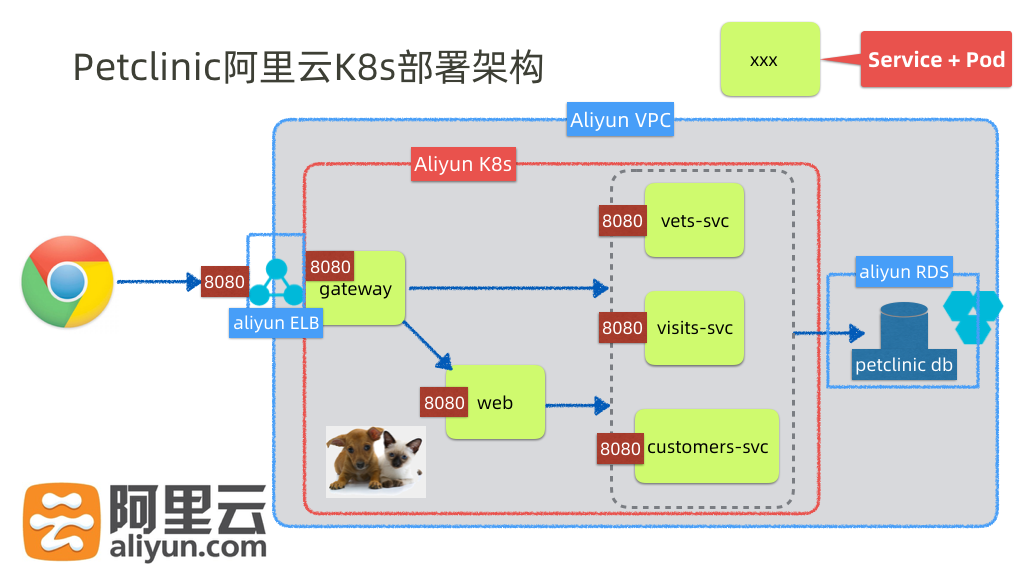 Petclinic阿里云K8s部署架构
xxx
Service + Pod
Aliyun VPC
Aliyun K8s
8080
vets-svc
8080
8080
gateway
aliyun ELB
aliyun RDS
8080
visits-svc
petclinic db
8080
web
8080
customers-svc
阿里云
aliyun.com